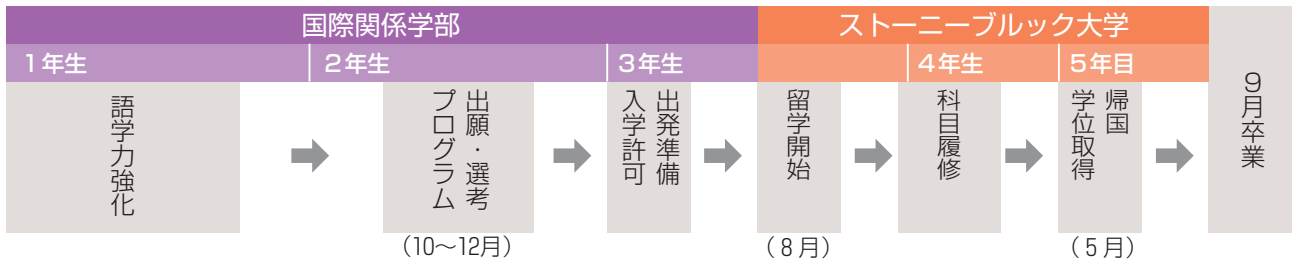 国際関係学部
ストーニーブルック大学
1年生
2年生
3年生
4年生
5年目
語学力強化
出願・選考
プログラム
出発準備
入学許可
留学開始
科目履修
帰国
学位取得
9月卒業
（10～12月）
（8月）
（5月）